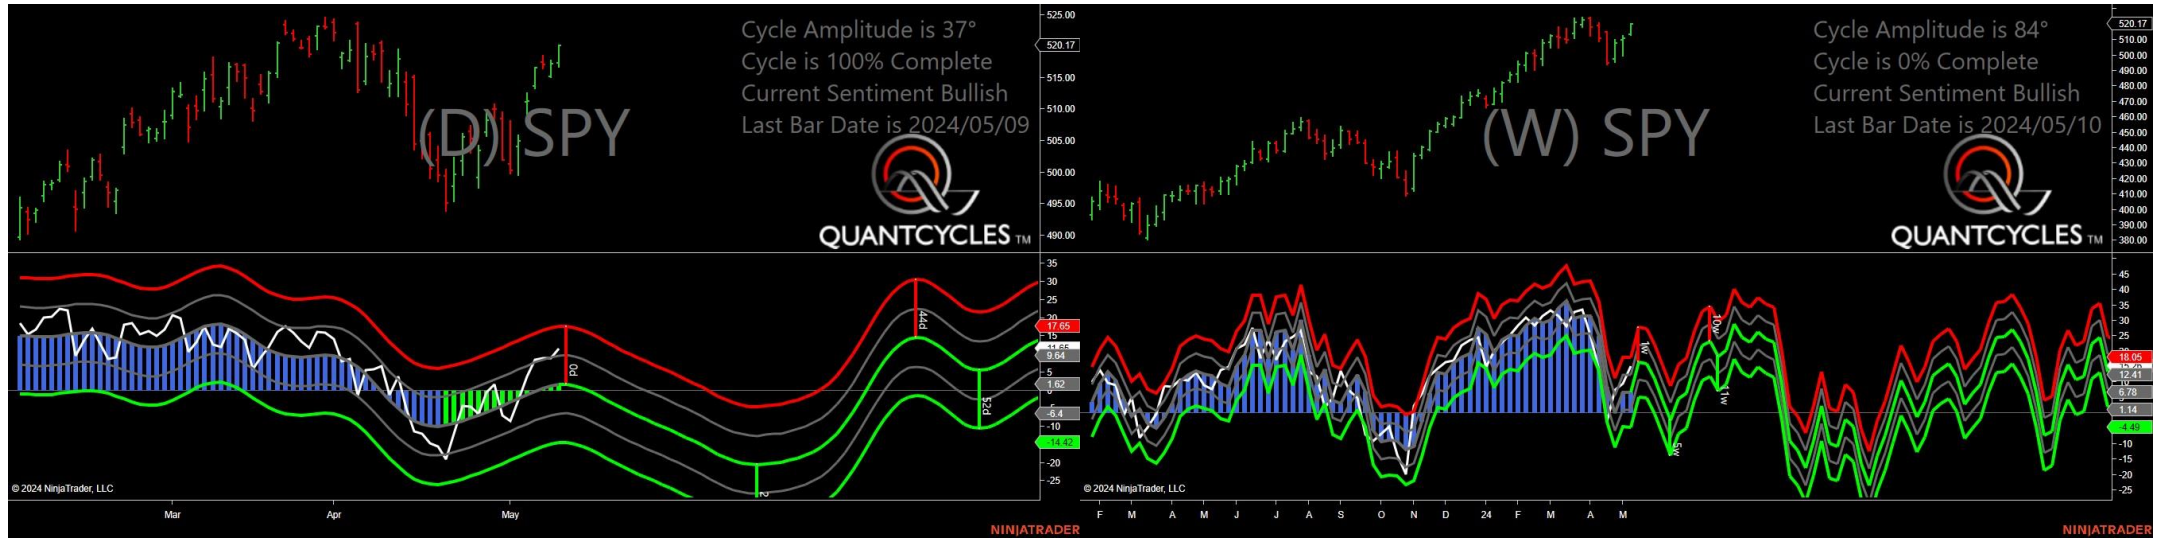 Cycle Amplitude is 37°
Cycle is 100% Complete
Current Sentiment Bullish
Last Bar Date is 2024/05/09
(D) SPY
QUANTCYCLES TM
525.00
520.17
515.00
510.00
505.00
500.00
495.00
490.00
35
30
25
20
17.65
15
9.64
5
1.62
0
-6.4
-10
-14.42
-20
-25
0d
44d
52d
2
© 2024 NinjaTrader, LLC
Mar Apr May
NINJATRADER
Cycle Amplitude is 84°
Cycle is 0% Complete
Current Sentiment Bullish
Last Bar Date is 2024/05/10
(W) SPY
QUANTCYCLES TM
520.17
510.00
500.00
490.00
480.00
470.00
460.00
450.00
440.00
430.00
420.00
410.00
400.00
390.00
380.00
45
40
35
30
25
18.05
12.41
6.78
1.14
-4.49
-10
-15
-20
-25
1w
5w
10w
11w
© 2024 NinjaTrader, LLC
F M A M J J A S O N D 24 F M A M
NINJATRADER